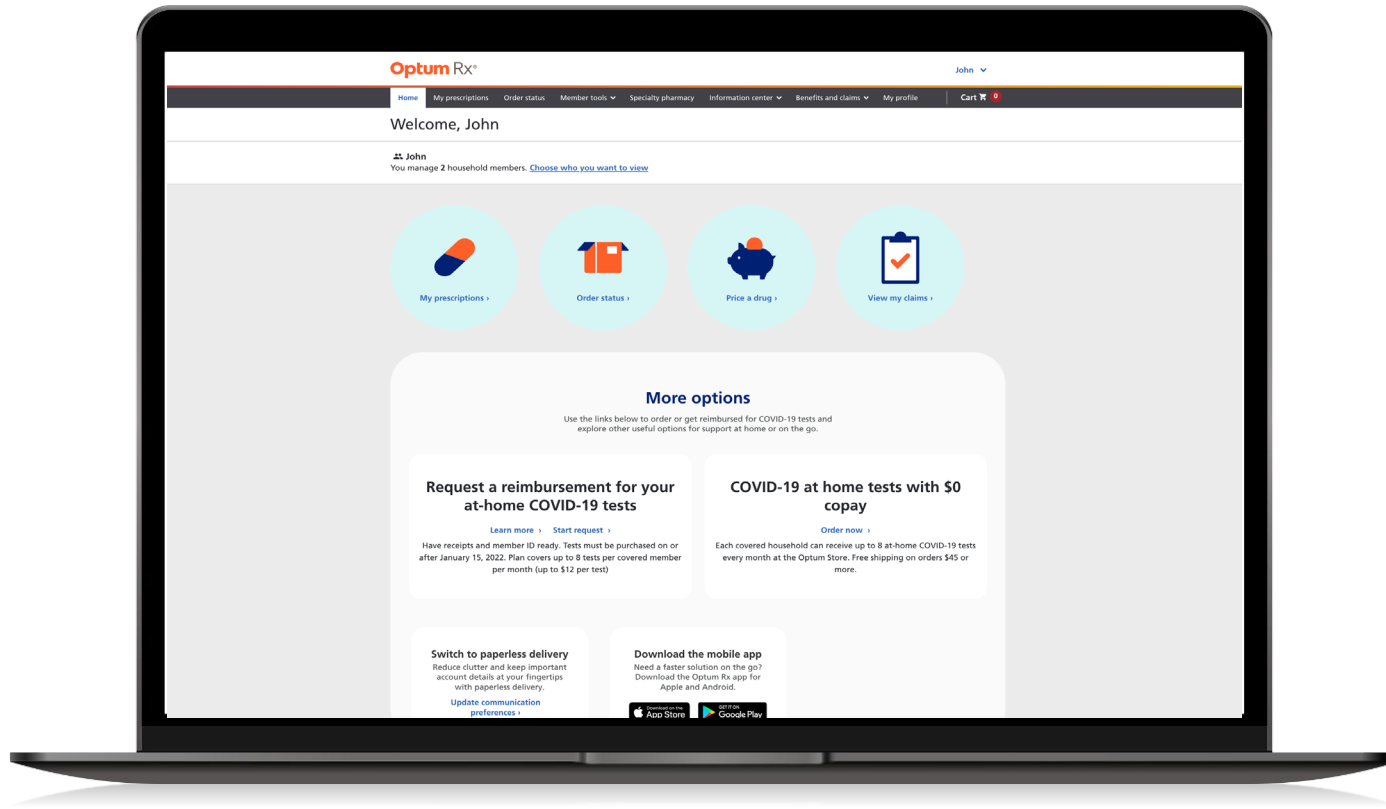 Optum Rx®
John
Home My prescriptions Order status Member tools Specialty pharmacy Information center Benefits and claims My profile Cart 0
Welcome, John
John
You manage 2 household members. Choose who you want to view
My prescriptions ›
Order status ›
Price a drug ›
View my claims ›
More options
Use the links below to order or get reimbursed for COVID-19 tests and
explore other useful options for support at home or on the go.
Request a reimbursement for your
at-home COVID-19 tests
Learn more › Start request ›
Have receipts and member ID ready. Tests must be purchased on or
after January 15, 2022. Plan covers up to 8 tests per covered member
per month (up to $12 per test)
COVID-19 at home tests with $0
copay
Order now ›
Each covered household can receive up to 8 at-home COVID-19 tests
every month at the Optum Store. Free shipping on orders $45 or
more.
Switch to paperless delivery
Reduce clutter and keep important
account details at your fingertips
with paperless delivery.
Update communication
preferences ›
Download the mobile app
Need a faster solution on the go?
Download the Optum Rx app for
Apple and Android.
Download on the
App Store
GET IT ON
Google Play